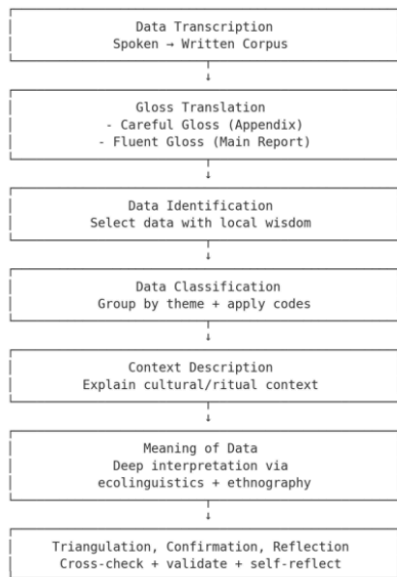 Data Transcription
Spoken → Written Corpus
↓
Gloss Translation
- Careful Gloss (Appendix)
- Fluent Gloss (Main Report)
↓
Data Identification
Select data with local wisdom
↓
Data Classification
Group by theme + apply codes
↓
Context Description
Explain cultural/ritual context
↓
Meaning of Data
Deep interpretation via
ecolinguistics + ethnography
↓
Triangulation, Confirmation, Reflection
Cross-check + validate + self-reflect